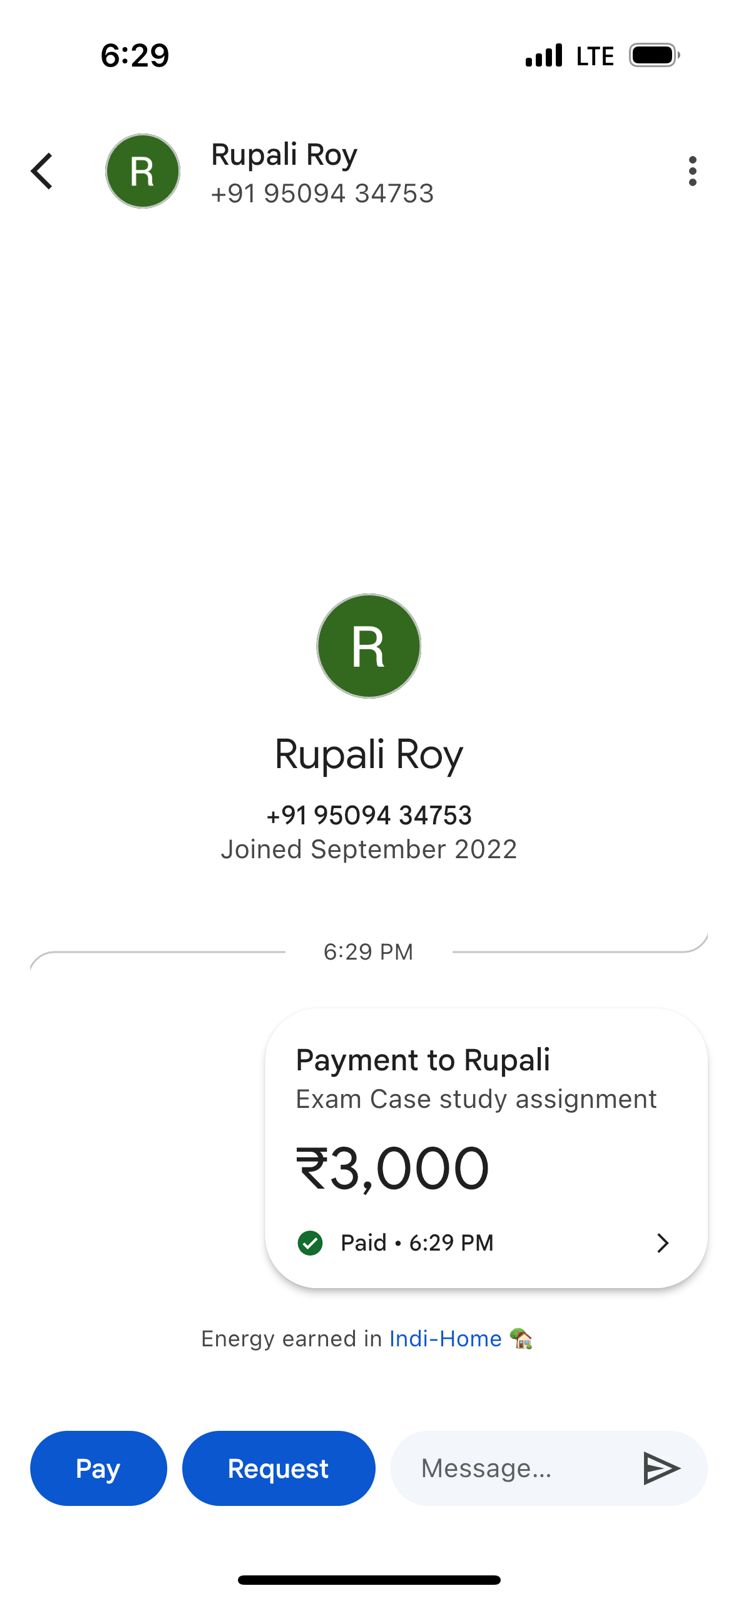 6:29
LTE
R
Rupali Roy
+91 95094 34753
R
Rupali Roy
+91 95094 34753
Joined September 2022
6:29 PM
Payment to Rupali
Exam Case study assignment
₹3,000
Paid • 6:29 PM
Energy earned in Indi-Home 🏡
Pay
Request
Message...